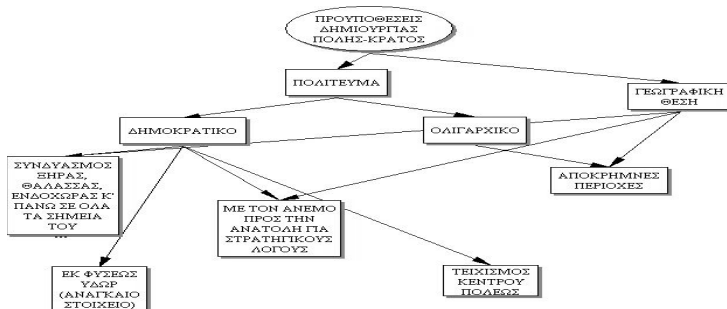 ΠΡΟΥΠΟΘΕΣΕΙΣ
ΔΗΜΙΟΥΡΓΙΑΣ
ΠΟΛΗΣ-ΚΡΑΤΟΣ
ΠΟΛΙΤΕΥΜΑ
ΓΕΩΓΡΑΦΙΚΗ
ΘΕΣΗ
ΔΗΜΟΚΡΑΤΙΚΟ
ΟΛΙΓΑΡΧΙΚΟ
ΣΥΝΔΥΑΣΜΟΣ
ΞΗΡΑΣ,
ΘΑΛΑΣΣΑΣ,
ΕΝΔΟΧΩΡΑΣ Κ'
ΠΑΝΩ ΣΕ ΟΛΑ
ΤΑ ΣΗΜΕΙΑ
ΤΟΥ
...
ΑΠΟΚΡΗΜΝΕΣ
ΠΕΡΙΟΧΕΣ
ΜΕ ΤΟΝ ΑΝΕΜΟ
ΠΡΟΣ ΤΗΝ
ΑΝΑΤΟΛΗ ΓΙΑ
ΣΤΡΑΤΗΓΙΚΟΥΣ
ΛΟΓΟΥΣ
ΕΚ ΦΥΣΕΩΣ
ΥΔΩΡ
(ΑΝΑΓΚΑΙΟ
ΣΤΟΙΧΕΙΟ)
ΤΕΙΧΙΣΜΟΣ
ΚΕΝΤΡΟΥ
ΠΟΛΕΩΣ